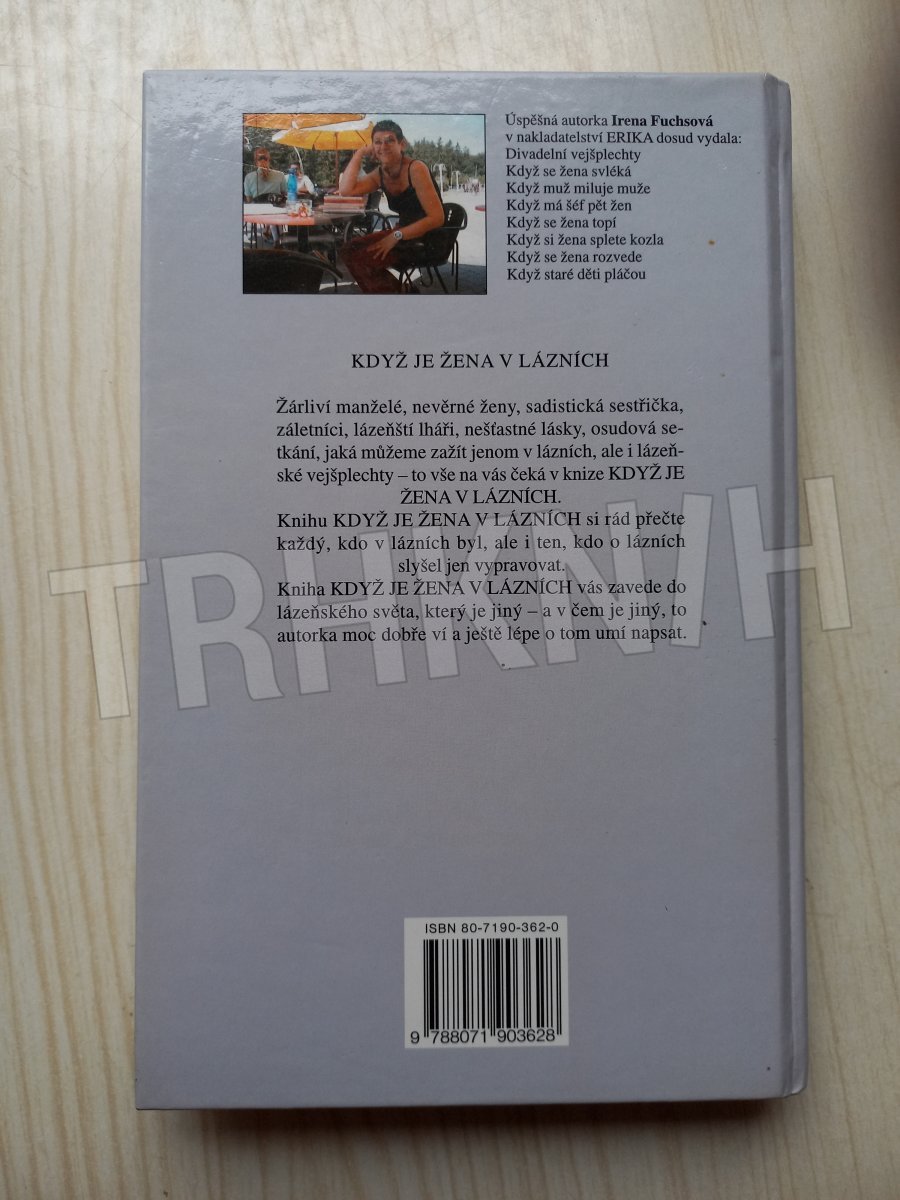 Úspěšná autorka Irena Fuchsová
v nakladatelství ERIKA dosud vydala:
Divadelní vejšplechty
Když se žena svléká
Když muž miluje muže
Když má šéf pět žen
Když se žena topí
Když si žena splete kozla
Když se žena rozvede
Když staré děti pláčou
KDYŽ JE ŽENA V LÁZNÍCH
Žárliví manželé, nevěrné ženy, sadistická sestřička,
záletníci, lázeňští lháři, nešťastné lásky, osudová se-
tkání, jaká můžeme zažít jenom v lázních, ale i lázeň-
ské vejšplechty – to vše na vás čeká v knize KDYŽ JE
ŽENA V LÁZNÍCH.
Knihu KDYŽ JE ŽENA V LÁZNÍCH si rád přečte
každý, kdo v lázních byl, ale i ten, kdo o lázních
slyšel jen vypravovat.
Kniha KDYŽ JE ŽENA V LÁZNÍCH vás zavede do
lázeňského světa, který je jiný – a v čem je jiný, to
autorka moc dobře ví a ještě lépe o tom umí napsat.
TRHKNIH
ISBN 80-7190-362-0
9 788071 903628